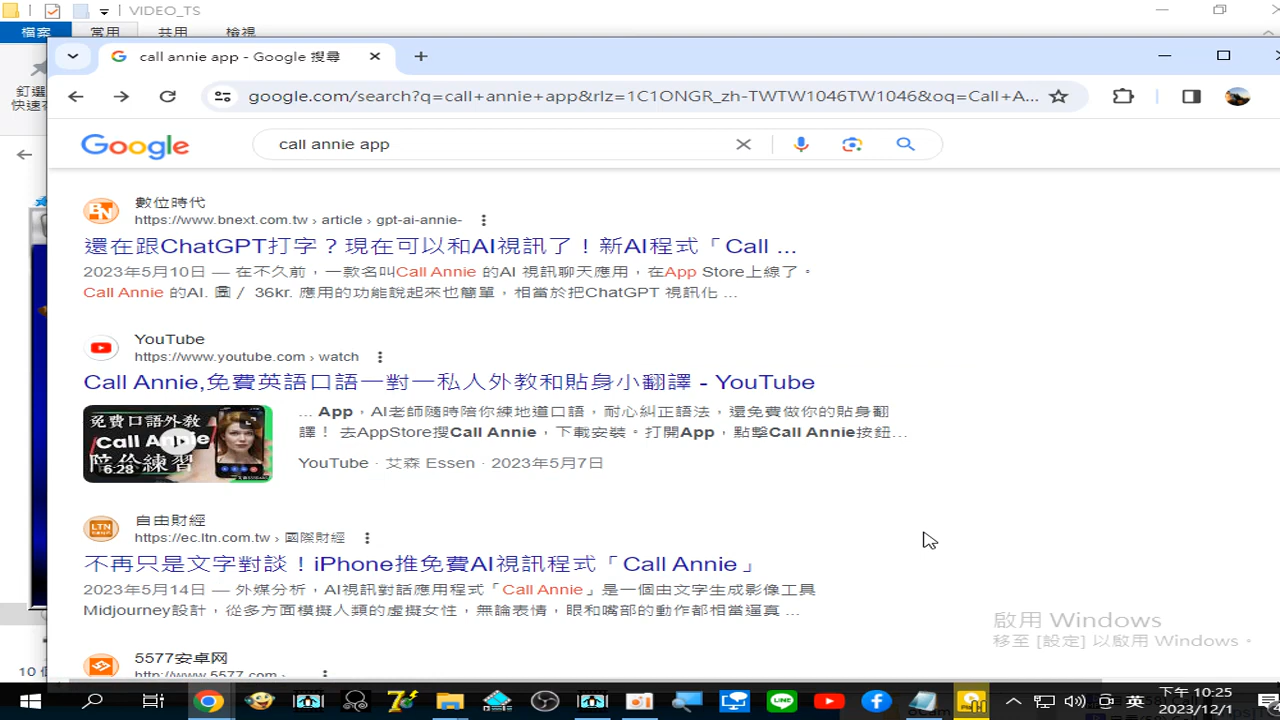 VIDEO_TS
檔案 常用 共用 檢視
call annie app - Google 搜尋
google.com/search?q=call+annie+app&rlz=1C1ONGR_zh-TWTW1046TW1046&oq=Call+A...
Google
call annie app
數位時代
https://www.bnext.com.tw › article › gpt-ai-annie-
還在跟ChatGPT打字？現在可以和AI視訊了！新AI程式「Call ...
2023年5月10日 — 在不久前，一款名叫Call Annie 的AI 視訊聊天應用，在App Store上線了。
Call Annie 的AI. 圖 / 36kr. 應用的功能說起來也簡單，相當於把ChatGPT 視訊化 ...
YouTube
https://www.youtube.com › watch
Call Annie,免費英語口語一對一私人外教和貼身小翻譯 - YouTube
免費口語外教
Call Annie
陪伱練習
6:28
... App，AI老師隨時陪你練地道口語，耐心糾正語法，還免費做你的貼身翻
譯！ 去AppStore搜Call Annie，下載安裝。打開App，點擊Call Annie按鈕...
YouTube · 艾森 Essen · 2023年5月7日
LTN
自由財經
https://ec.ltn.com.tw › 國際財經
不再只是文字對談！iPhone推免費AI視訊程式「Call Annie」
2023年5月14日 — 外媒分析，AI視訊對話應用程式「Call Annie」是一個由文字生成影像工具
Midjourney設計，從多方面模擬人類的虛擬女性，無論表情，眼和嘴部的動作都相當逼真 ...
5577安卓网
http://www.5577.com ›
啟用 Windows
移至 [設定] 以啟用 Windows。
英
下午 10:25
2023/12/1